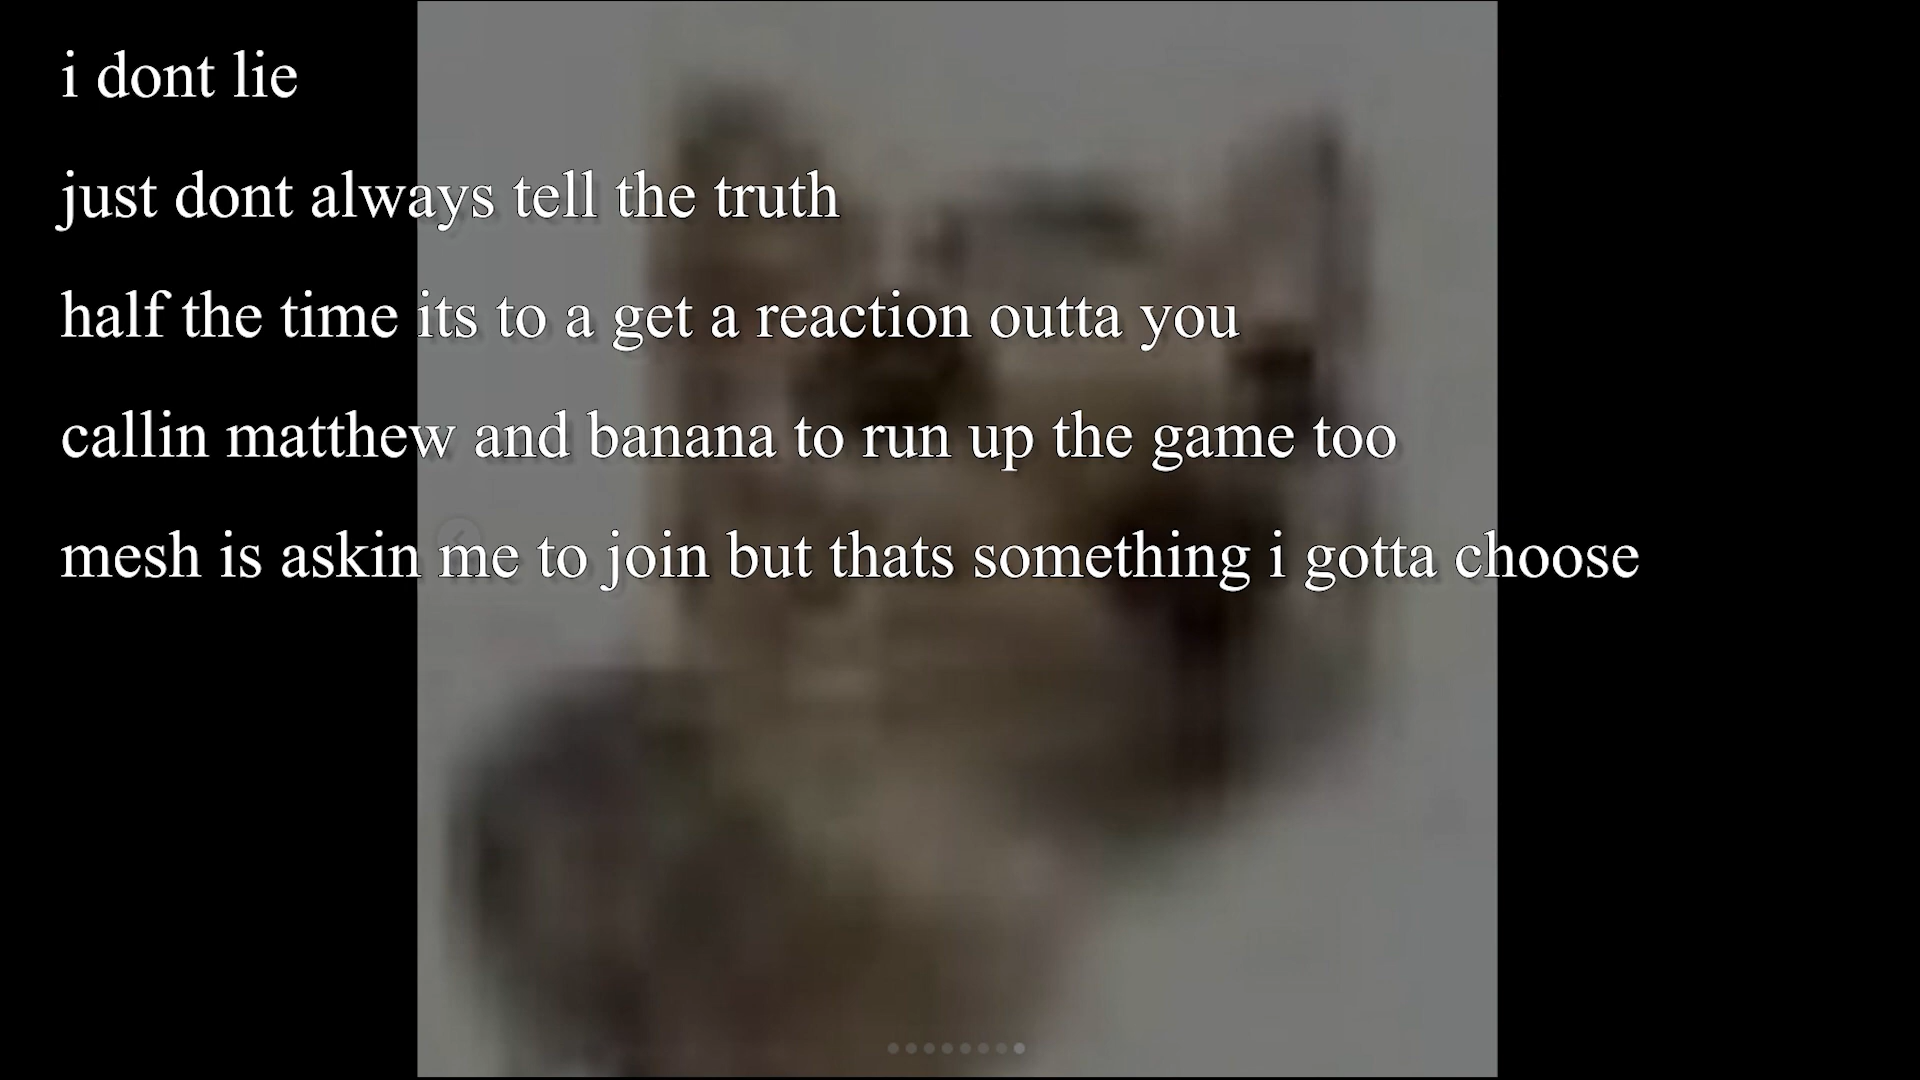 i dont lie
just dont always tell the truth
half the time its to a get a reaction outta you
callin matthew and banana to run up the game too
mesh is askin me to join but thats something i gotta choose